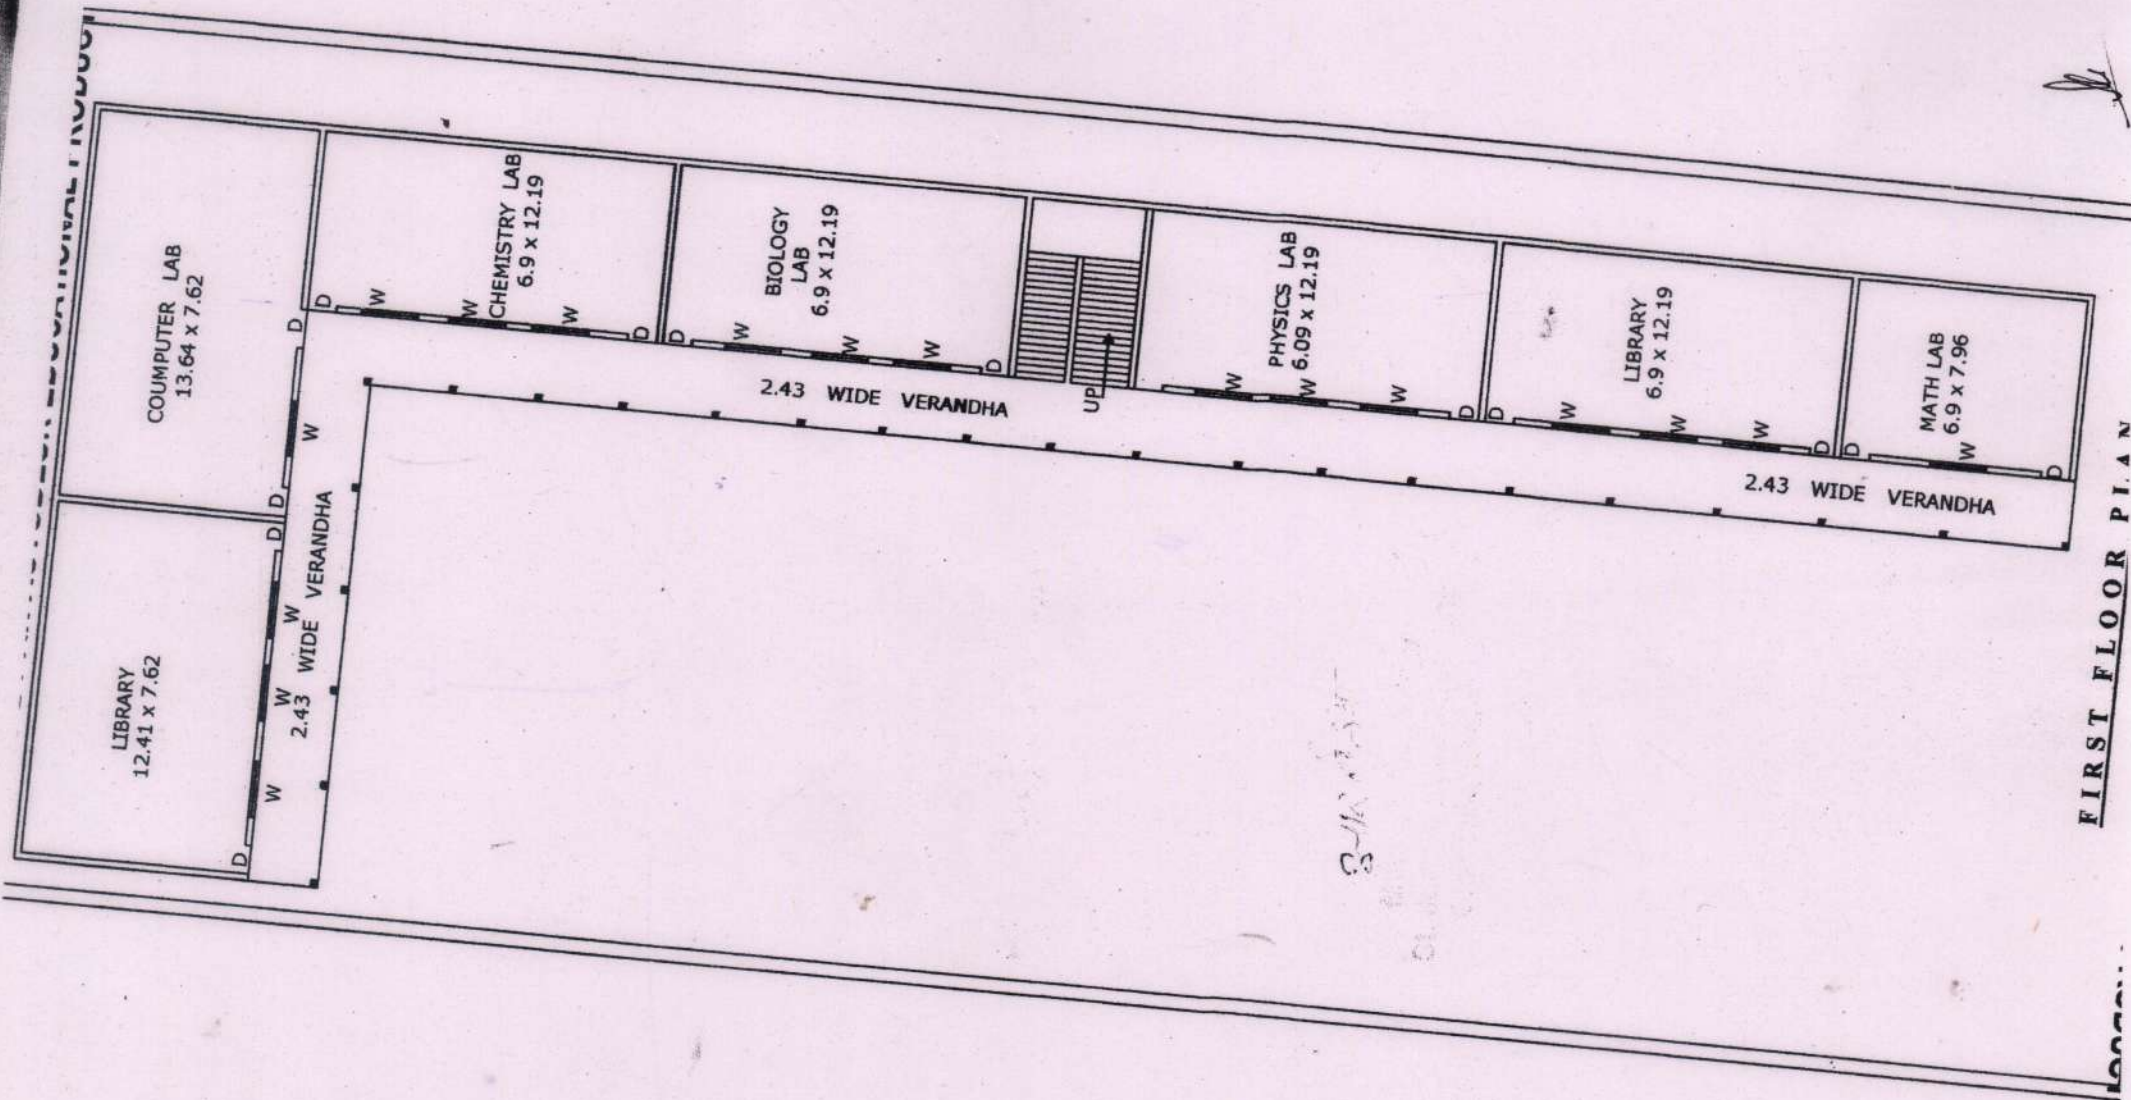 COUMPUTER LAB
13.64 x 7.62
D
D
W
LIBRARY
12.41 x 7.62
D
W
W
W
D
2.43 WIDE VERANDHA
CHEMISTRY LAB
6.9 x 12.19
D
W
W
W
D
BIOLOGY
LAB
6.9 x 12.19
D
W
W
W
D
2.43 WIDE VERANDHA
UP
PHYSICS LAB
6.09 x 12.19
W
W
W
D
LIBRARY
6.9 x 12.19
D
W
W
W
D
MATH LAB
6.9 x 7.96
D
W
D
2.43 WIDE VERANDHA
FIRST FLOOR PLAN